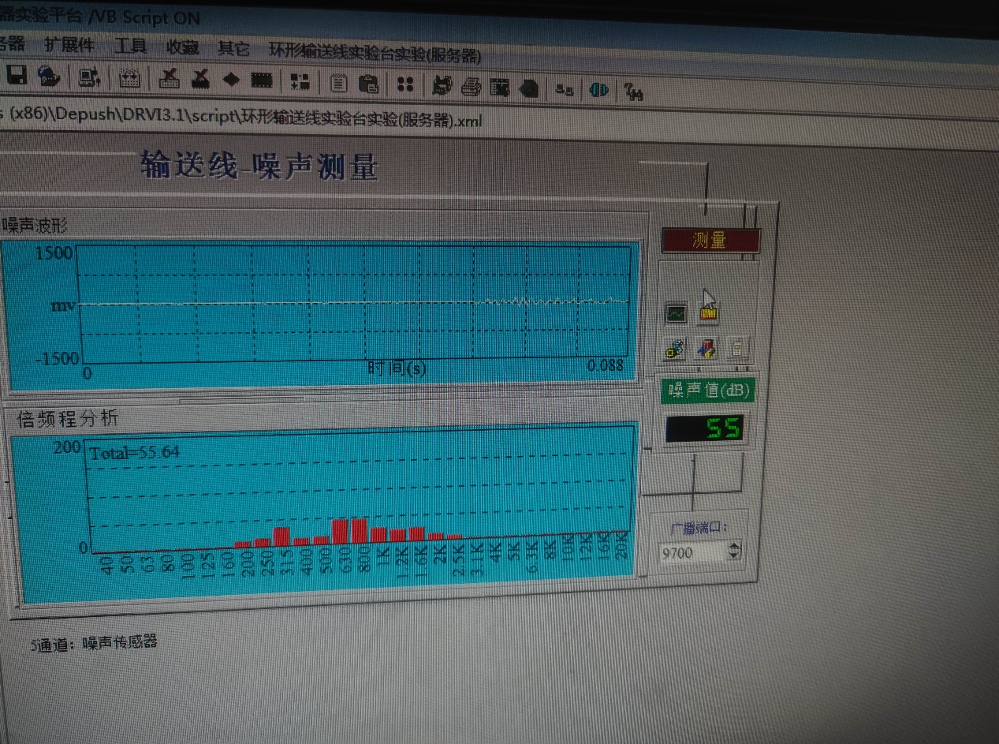 器实验平台 /VB Script ON
务器 扩展件 工具 收藏 其它 环形输送线实验台实验(服务器)
(x86)\Depush\DRVI3.1\script\环形输送线实验台实验(服务器).xml
输送线-噪声测量
噪声波形
测量
1500
mv
-1500
0
时间(s)
0.088
噪声值(dB)
55
倍频程分析
200
Total=55.64
0
40 50 63 80 100 125 160 200 250 315 400 500 630 800 1K 1.2K 1.6K 2K 2.5K 3.1K 4K 5K 6.3K 8K 10K 12K 16K 20K
广播端口:
9700
5通道: 噪声传感器